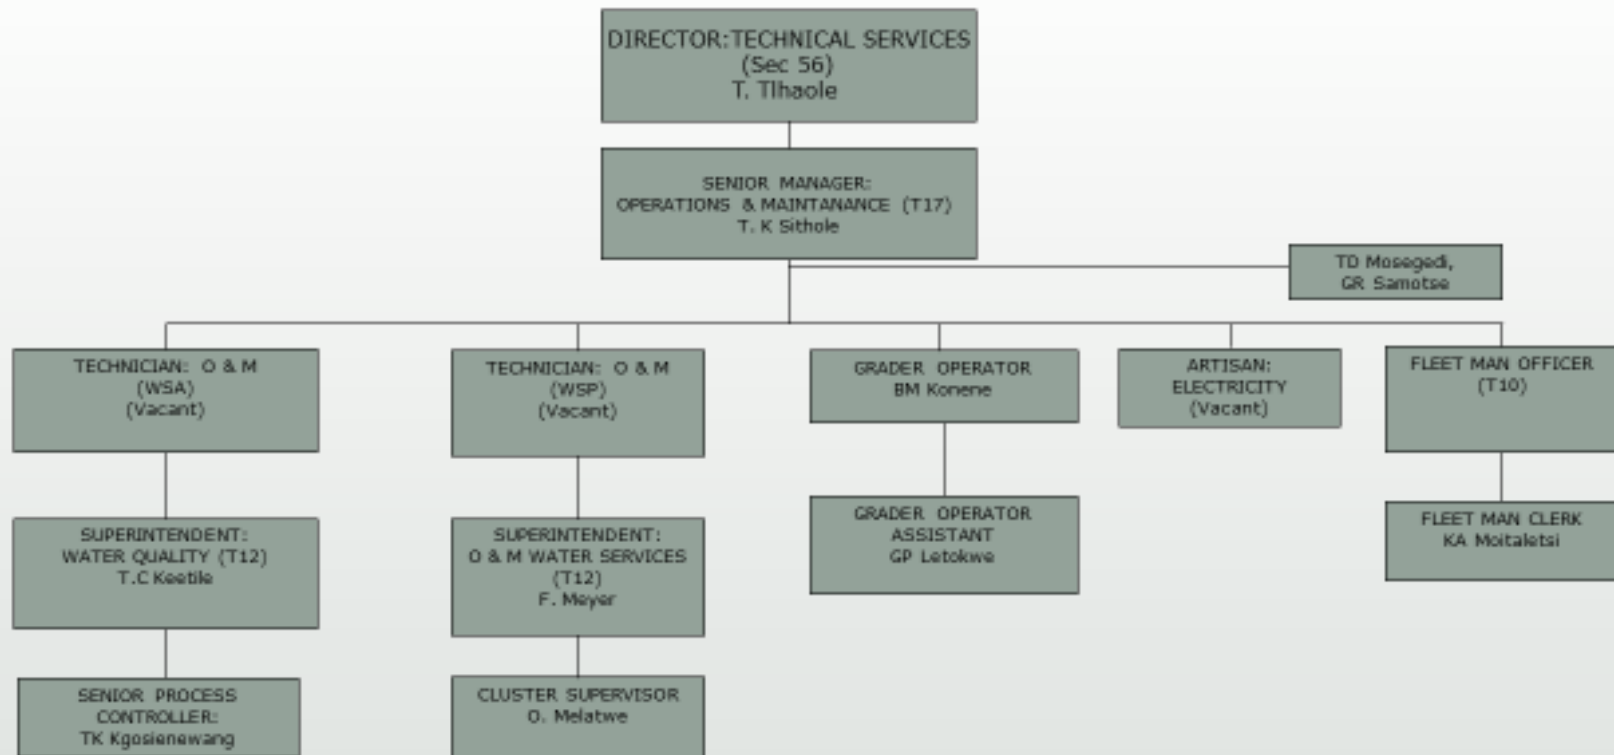 DIRECTOR:TECHNICAL SERVICES
(Sec 56)
T. Tlhaole
SENIOR MANAGER:
OPERATIONS & MAINTANANCE (T17)
T. K Sithole
TD Mosegedi,
GR Samotse
TECHNICIAN: O & M
(WSA)
(Vacant)
TECHNICIAN: O & M
(WSP)
(Vacant)
GRADER OPERATOR
BM Konene
ARTISAN:
ELECTRICITY
(Vacant)
FLEET MAN OFFICER
(T10)
SUPERINTENDENT:
WATER QUALITY (T12)
T.C Keetile
SUPERINTENDENT:
O & M WATER SERVICES
(T12)
F. Meyer
GRADER OPERATOR
ASSISTANT
GP Letokwe
FLEET MAN CLERK
KA Moitaletsi
SENIOR PROCESS
CONTROLLER:
TK Kgosienewang
CLUSTER SUPERVISOR
O. Melatwe